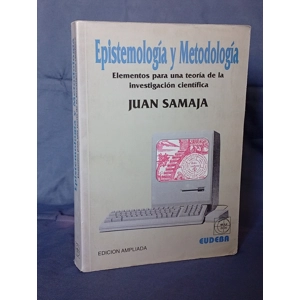 Epistemología y Metodología
Elementos para una teoría de la
investigación científica
JUAN SAMAJA
EUDEBA
EDICION AMPLIADA